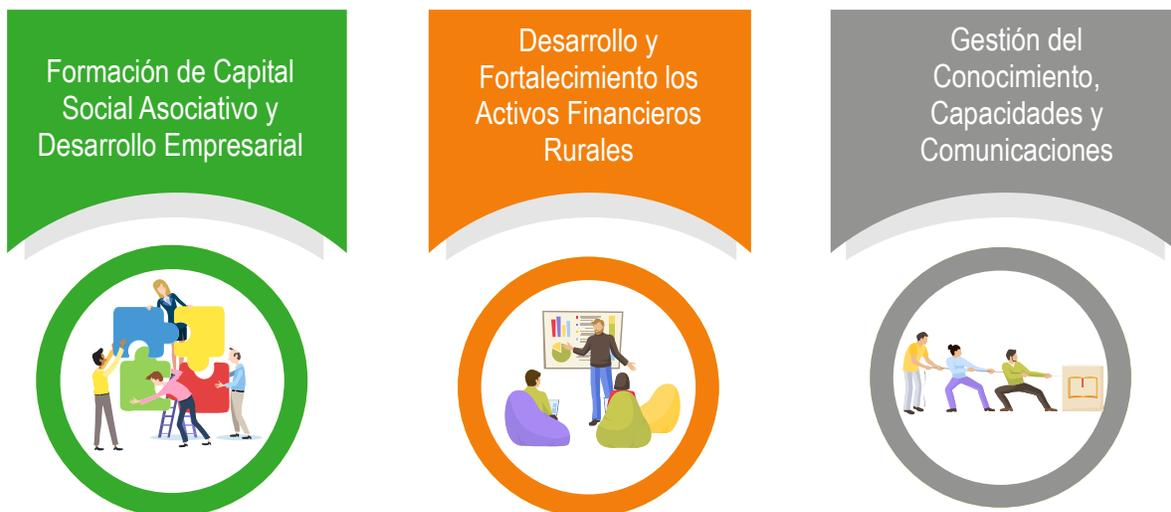 Formación de Capital
Social Asociativo y
Desarrollo Empresarial
Desarrollo y
Fortalecimiento los
Activos Financieros
Rurales
Gestión del
Conocimiento,
Capacidades y
Comunicaciones